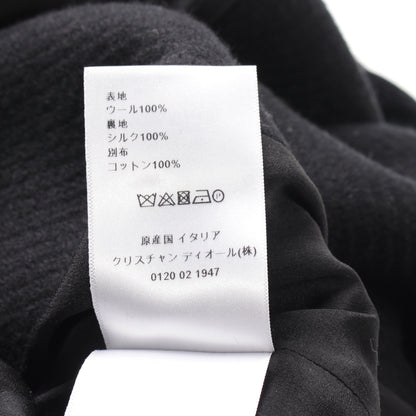 表地
ウール100%
裏地
シルク100%
別布
コットン100%
原産国 イタリア
クリスチャン ディオール(株)
0120 02 1947